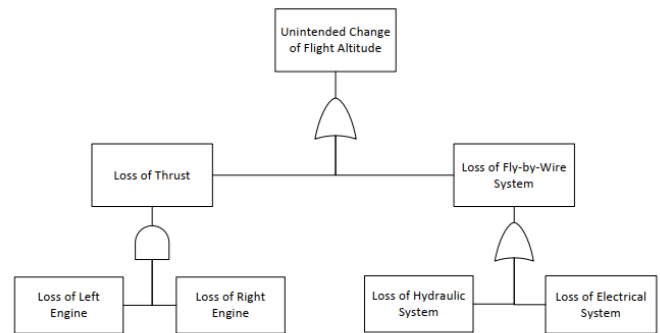 Unintended Change
of Flight Altitude
Loss of Thrust
Loss of Fly-by-Wire
System
Loss of Left
Engine
Loss of Right
Engine
Loss of Hydraulic
System
Loss of Electrical
System